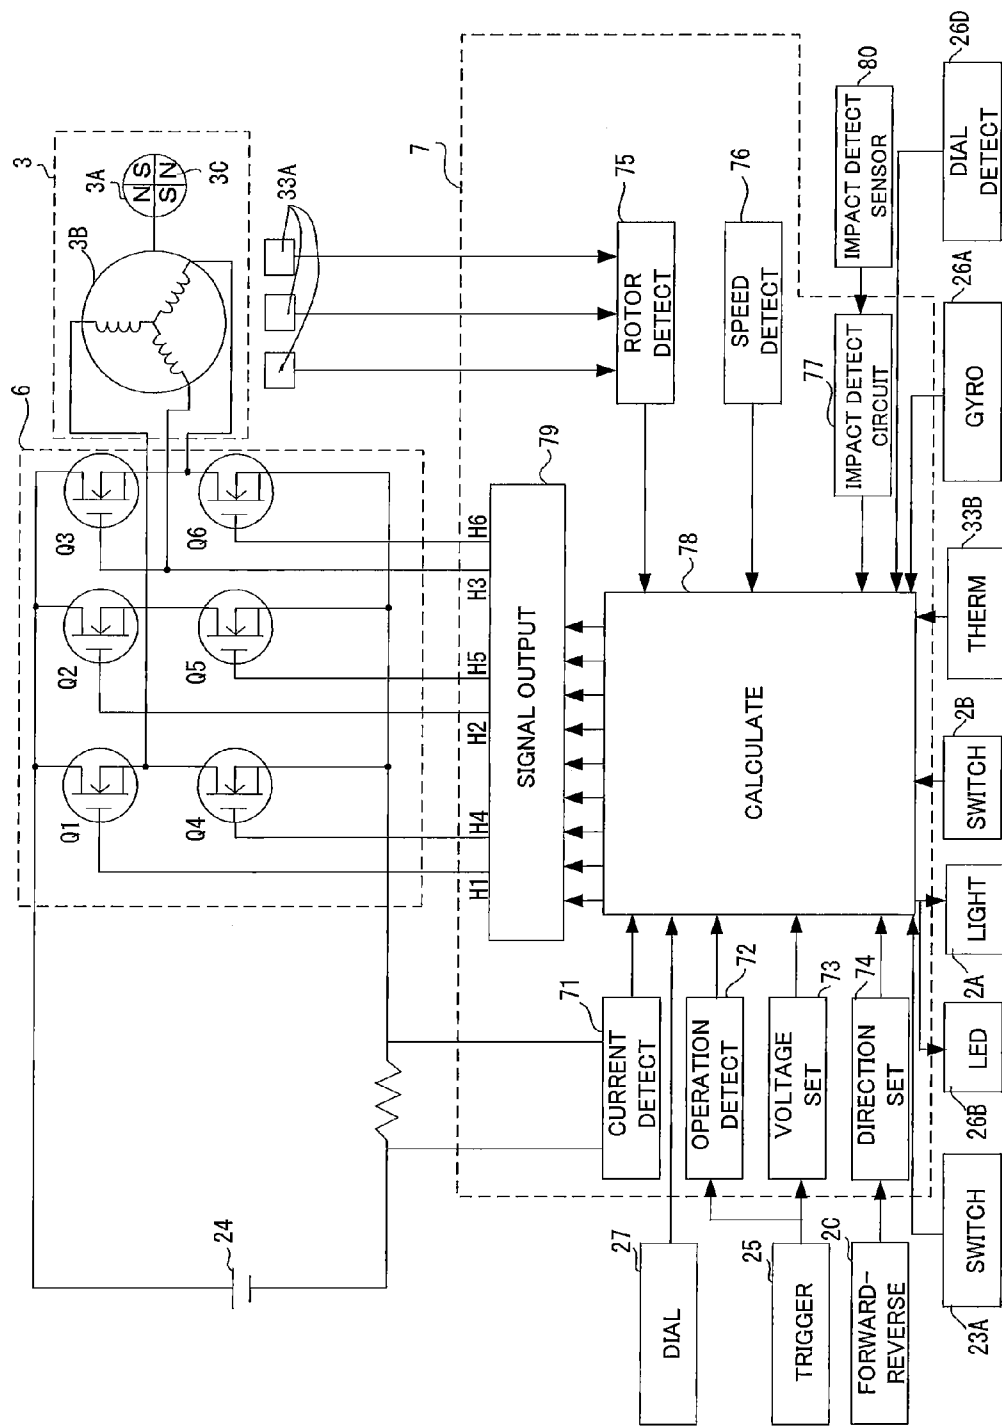 24
6
3
3B
3A
N S
S N
3C
33A
Q1
Q2
Q3
Q4
Q5
Q6
7
H1
H4
H2
H5
H3
H6
SIGNAL OUTPUT
79
CURRENT
DETECT
71
ROTOR
DETECT
75
SPEED
DETECT
76
CALCULATE
78
27
DIAL
OPERATION
DETECT
72
25
TRIGGER
VOLTAGE
SET
73
2C
FORWARD-
REVERSE
DIRECTION
SET
74
77
IMPACT DETECT
CIRCUIT
IMPACT DETECT
SENSOR
80
23A
SWITCH
26B
LED
2A
LIGHT
SWITCH
2B
THERM
33B
GYRO
26A
DIAL
DETECT
26D